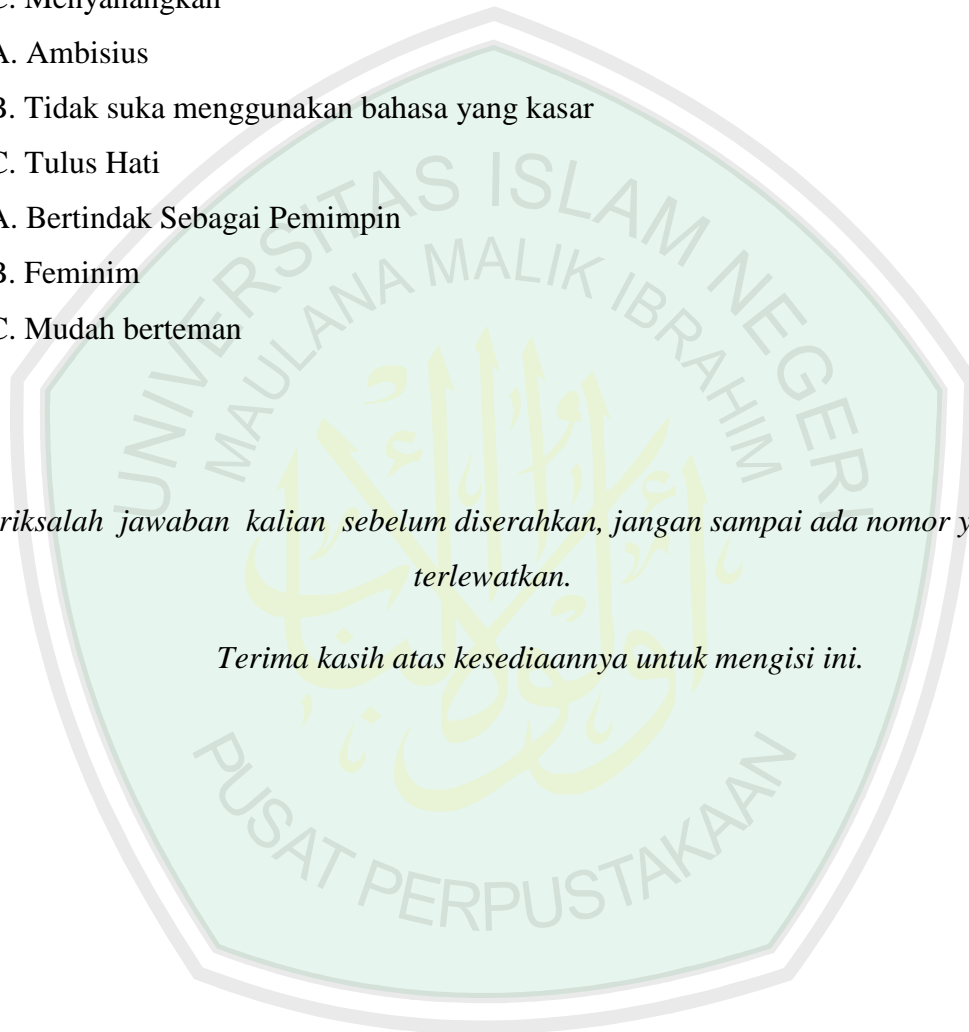 A. Ambisius
B. Tidak suka menggunakan bahasa yang kasar
C. Tulus Hati
A. Bertindak Sebagai Pemimpin
B. Feminim
C. Mudah berteman
riksalah jawaban kalian sebelum diserahkan, jangan sampai ada nomor y
terlewatkan.
Terima kasih atas kesediaannya untuk mengisi ini.
UNIVERSITAS ISLAM NEGERI
MAULANA MALIK IBRAHIM
PUSAT PERPUSTAKAAN